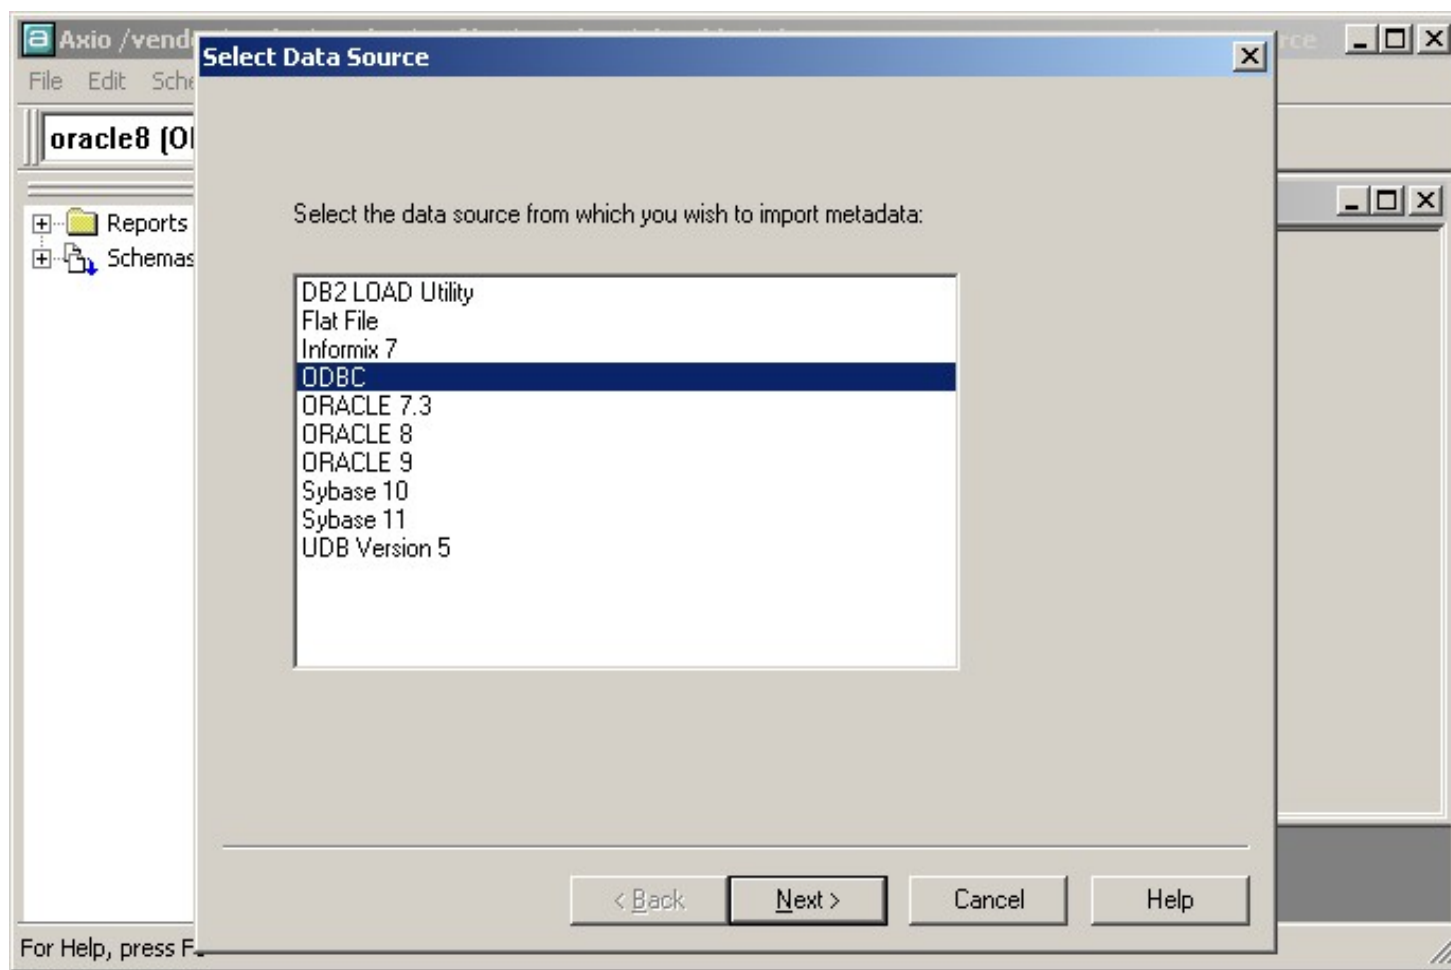 Axio /vend
Select Data Source
rce
File Edit Sche
oracle8 (O
Reports
Schemas
Select the data source from which you wish to import metadata:
DB2 LOAD Utility
Flat File
Informix 7
ODBC
ORACLE 7.3
ORACLE 8
ORACLE 9
Sybase 10
Sybase 11
UDB Version 5
< Back
Next >
Cancel
Help
For Help, press F